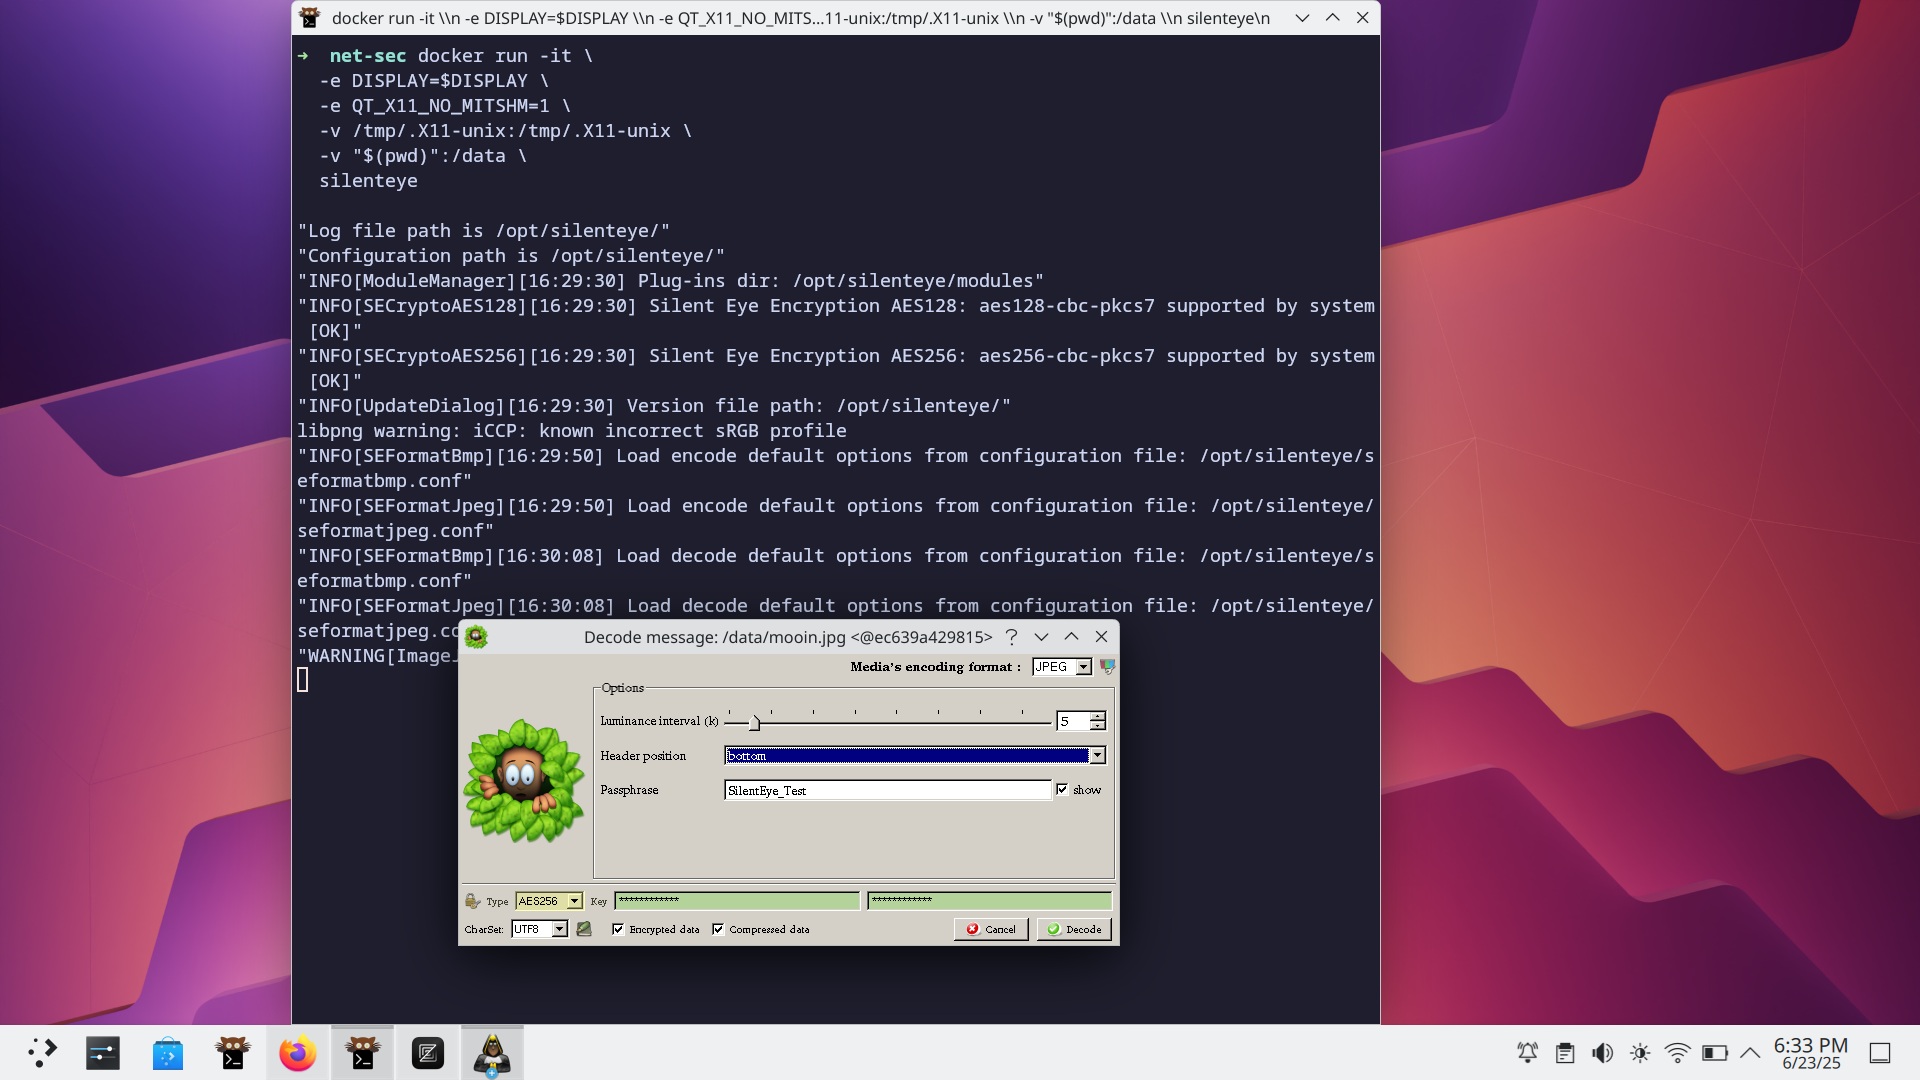 docker run -it \\n -e DISPLAY=$DISPLAY \\n -e QT_X11_NO_MITS...11-unix:/tmp/.X11-unix \\n -v "$(pwd)":/data \\n silenteye\n
➜ net-sec docker run -it \
-e DISPLAY=$DISPLAY \
-e QT_X11_NO_MITSHM=1 \
-v /tmp/.X11-unix:/tmp/.X11-unix \
-v "$(pwd)":/data \
silenteye
"Log file path is /opt/silenteye/"
"Configuration path is /opt/silenteye/"
"INFO[ModuleManager][16:29:30] Plug-ins dir: /opt/silenteye/modules"
"INFO[SECryptoAES128][16:29:30] Silent Eye Encryption AES128: aes128-cbc-pkcs7 supported by system
[OK]"
"INFO[SECryptoAES256][16:29:30] Silent Eye Encryption AES256: aes256-cbc-pkcs7 supported by system
[OK]"
"INFO[UpdateDialog][16:29:30] Version file path: /opt/silenteye/"
libpng warning: iCCP: known incorrect sRGB profile
"INFO[SEFormatBmp][16:29:50] Load encode default options from configuration file: /opt/silenteye/s
eformatbmp.conf"
"INFO[SEFormatJpeg][16:29:50] Load encode default options from configuration file: /opt/silenteye/
seformatjpeg.conf"
"INFO[SEFormatBmp][16:30:08] Load decode default options from configuration file: /opt/silenteye/s
eformatbmp.conf"
"INFO[SEFormatJpeg][16:30:08] Load decode default options from configuration file: /opt/silenteye/
seformatjpeg.co
"WARNING[ImageJ
Decode message: /data/mooin.jpg <@ec639a429815>
Media's encoding format : JPEG
Options
Luminance interval (k) 5
Header position bottom
Passphrase SilentEye_Test show
Type AES256 Key ************ ************
CharSet: UTF8 Encrypted data Compressed data Cancel Decode
6:33 PM
6/23/25